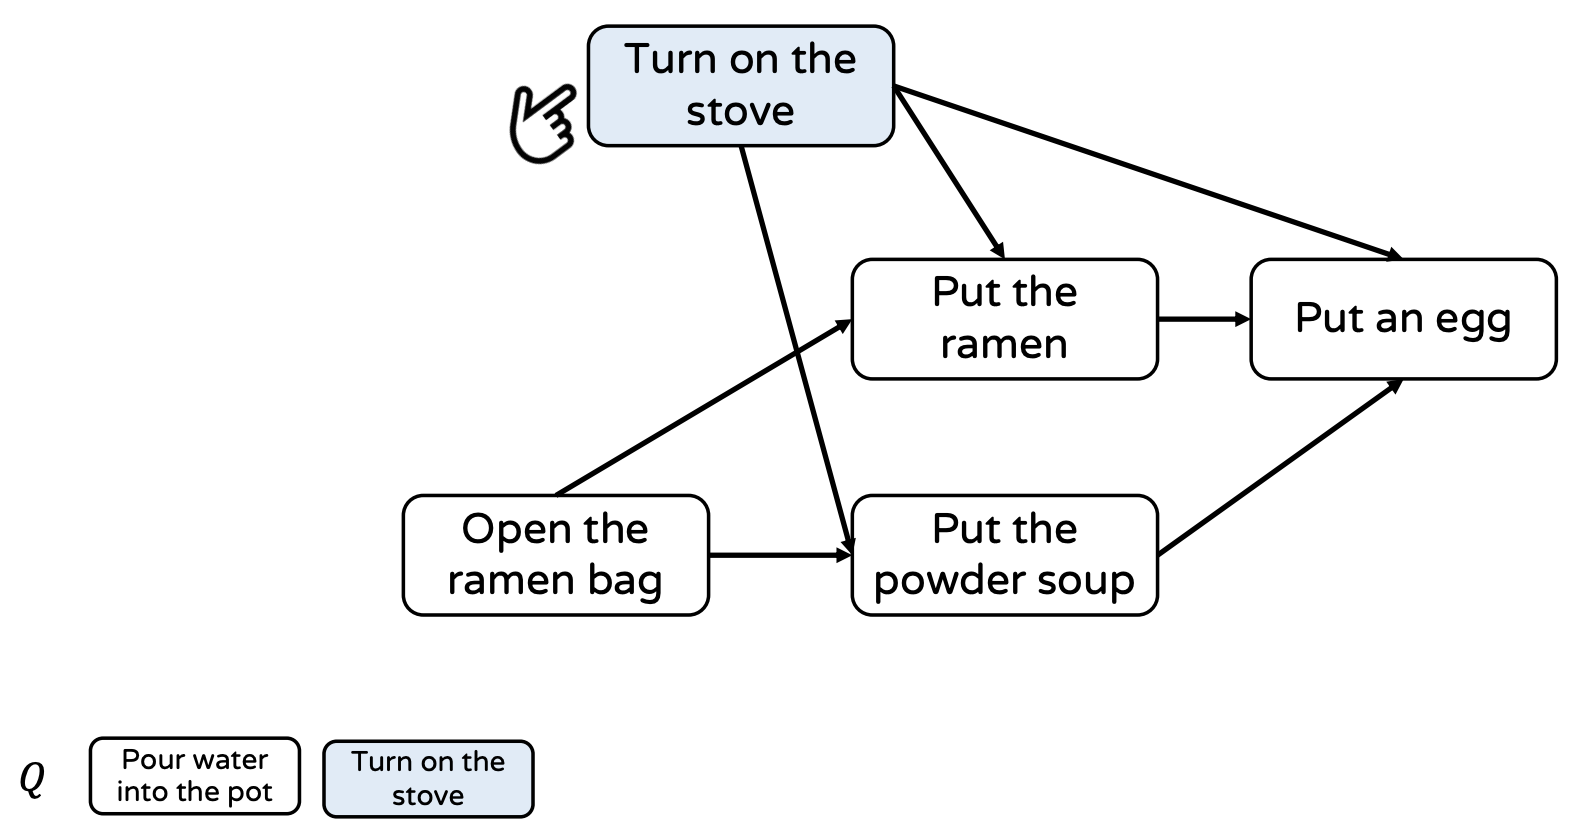 Turn on the
stove
Put the
ramen
Put an egg
Open the
ramen bag
Put the
powder soup
Q
Pour water
into the pot
Turn on the
stove